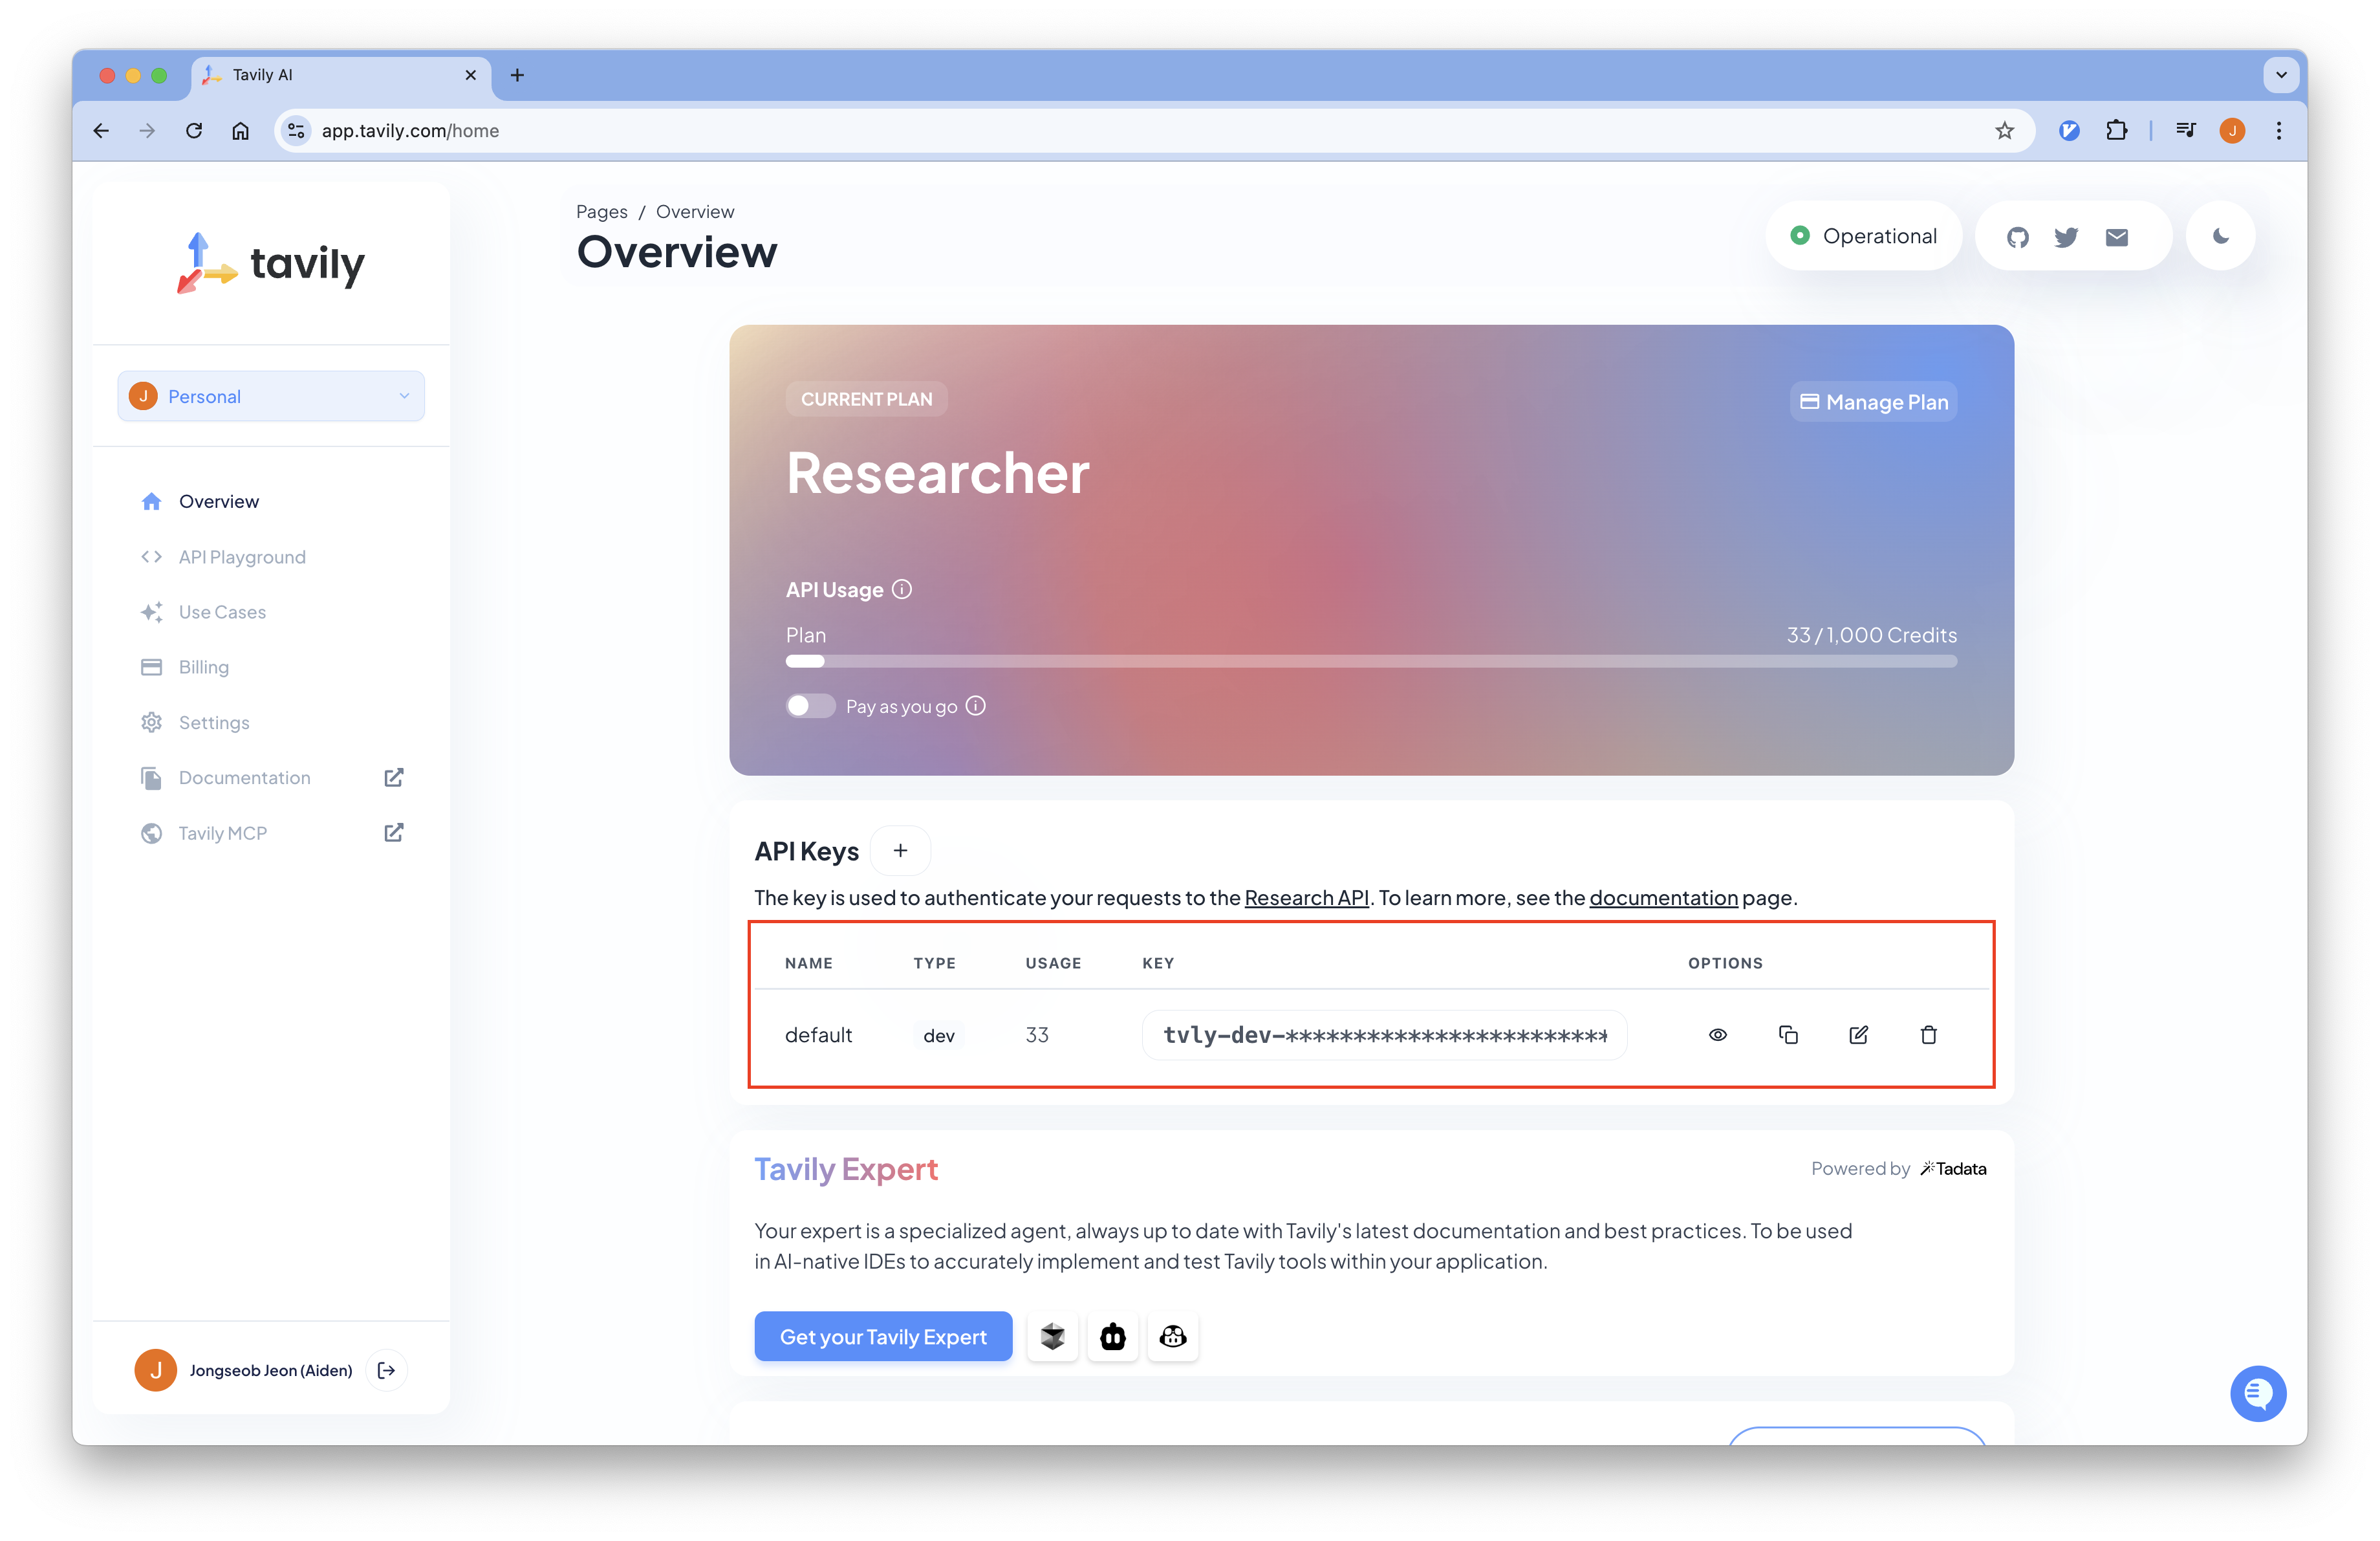 Tavily AI
app.tavily.com/home
tavily
J Personal
Overview
API Playground
Use Cases
Billing
Settings
Documentation
Tavily MCP
J Jongseob Jeon (Aiden)
Pages / Overview
Overview
Operational
J
CURRENT PLAN
Manage Plan
Researcher
API Usage
Plan
33 / 1,000 Credits
Pay as you go
API Keys +
The key is used to authenticate your requests to the Research API. To learn more, see the documentation page.
NAME TYPE USAGE KEY OPTIONS
default dev 33 tvly-dev-************************
Tavily Expert
Powered by Tadata
Your expert is a specialized agent, always up to date with Tavily's latest documentation and best practices. To be used
in AI-native IDEs to accurately implement and test Tavily tools within your application.
Get your Tavily Expert